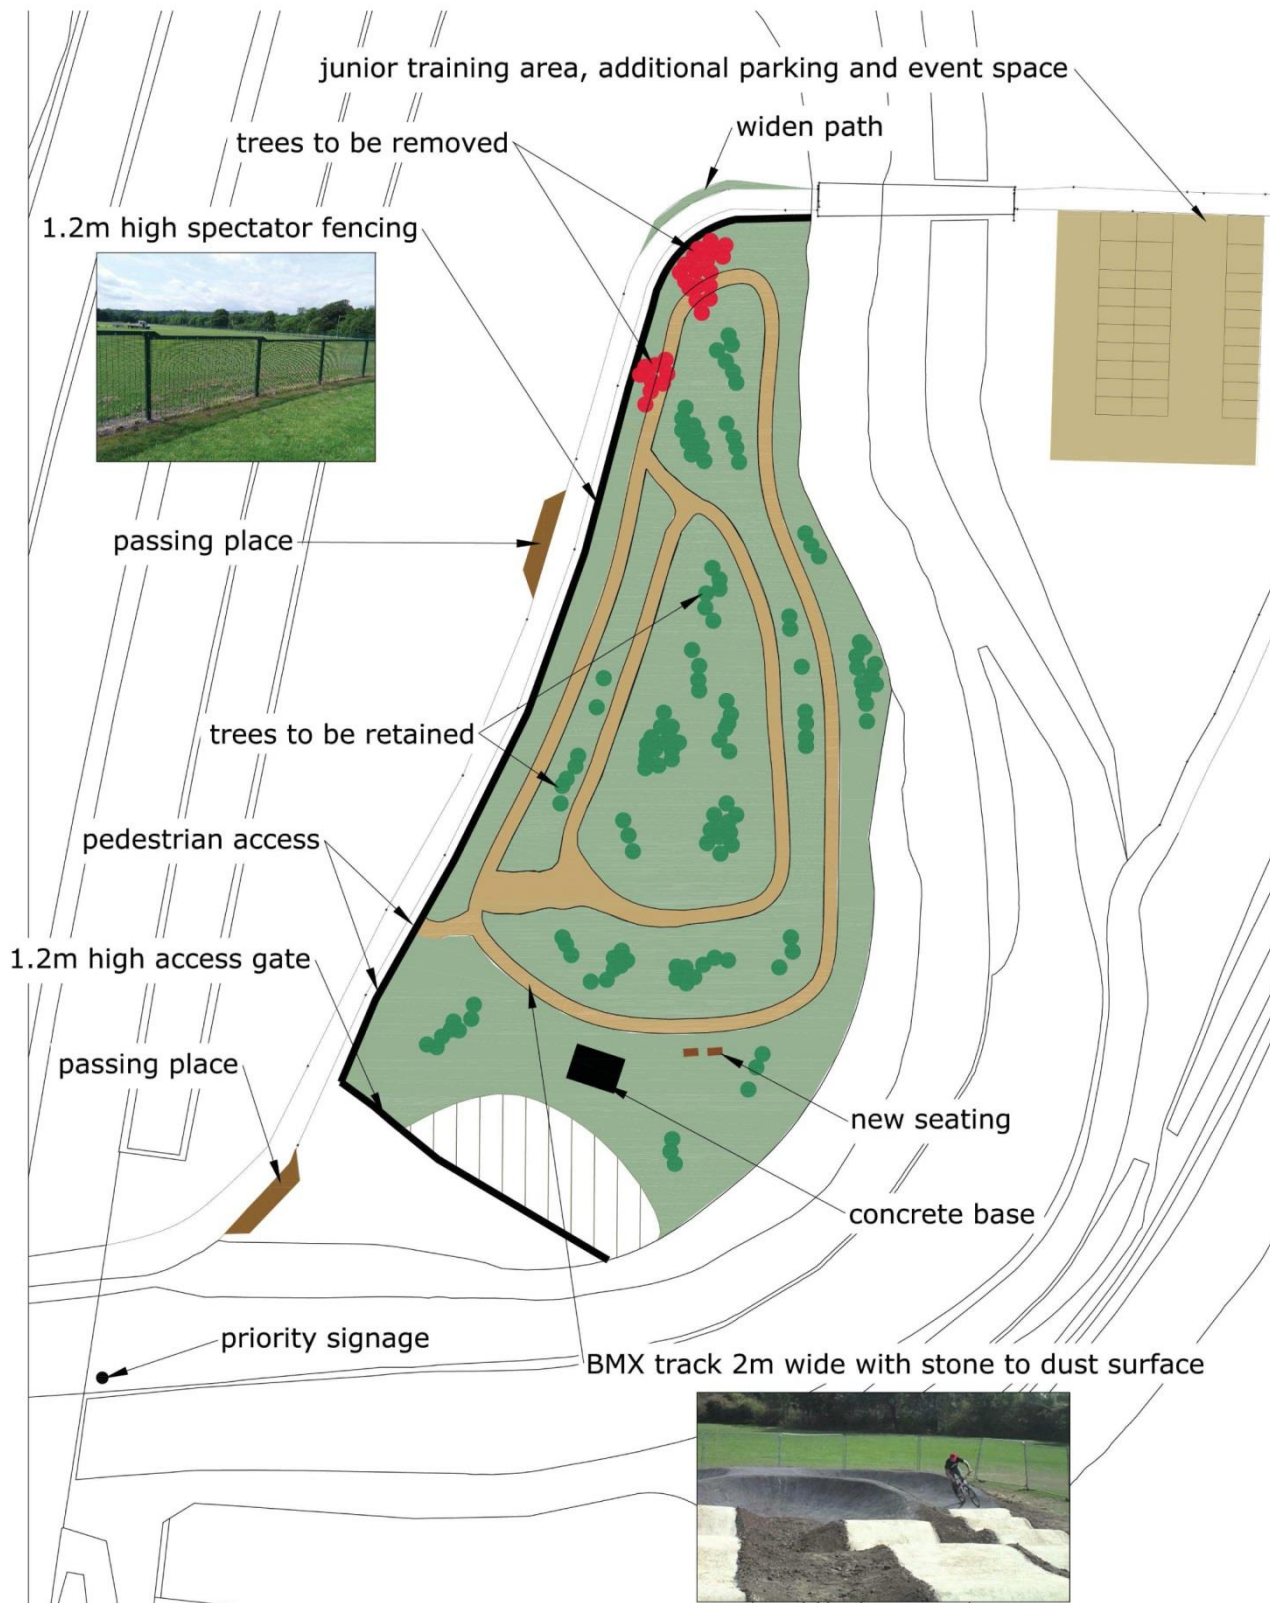 junior training area, additional parking and event space
widen path
trees to be removed
1.2m high spectator fencing
passing place
trees to be retained
pedestrian access
1.2m high access gate
passing place
new seating
concrete base
priority signage
BMX track 2m wide with stone to dust surface